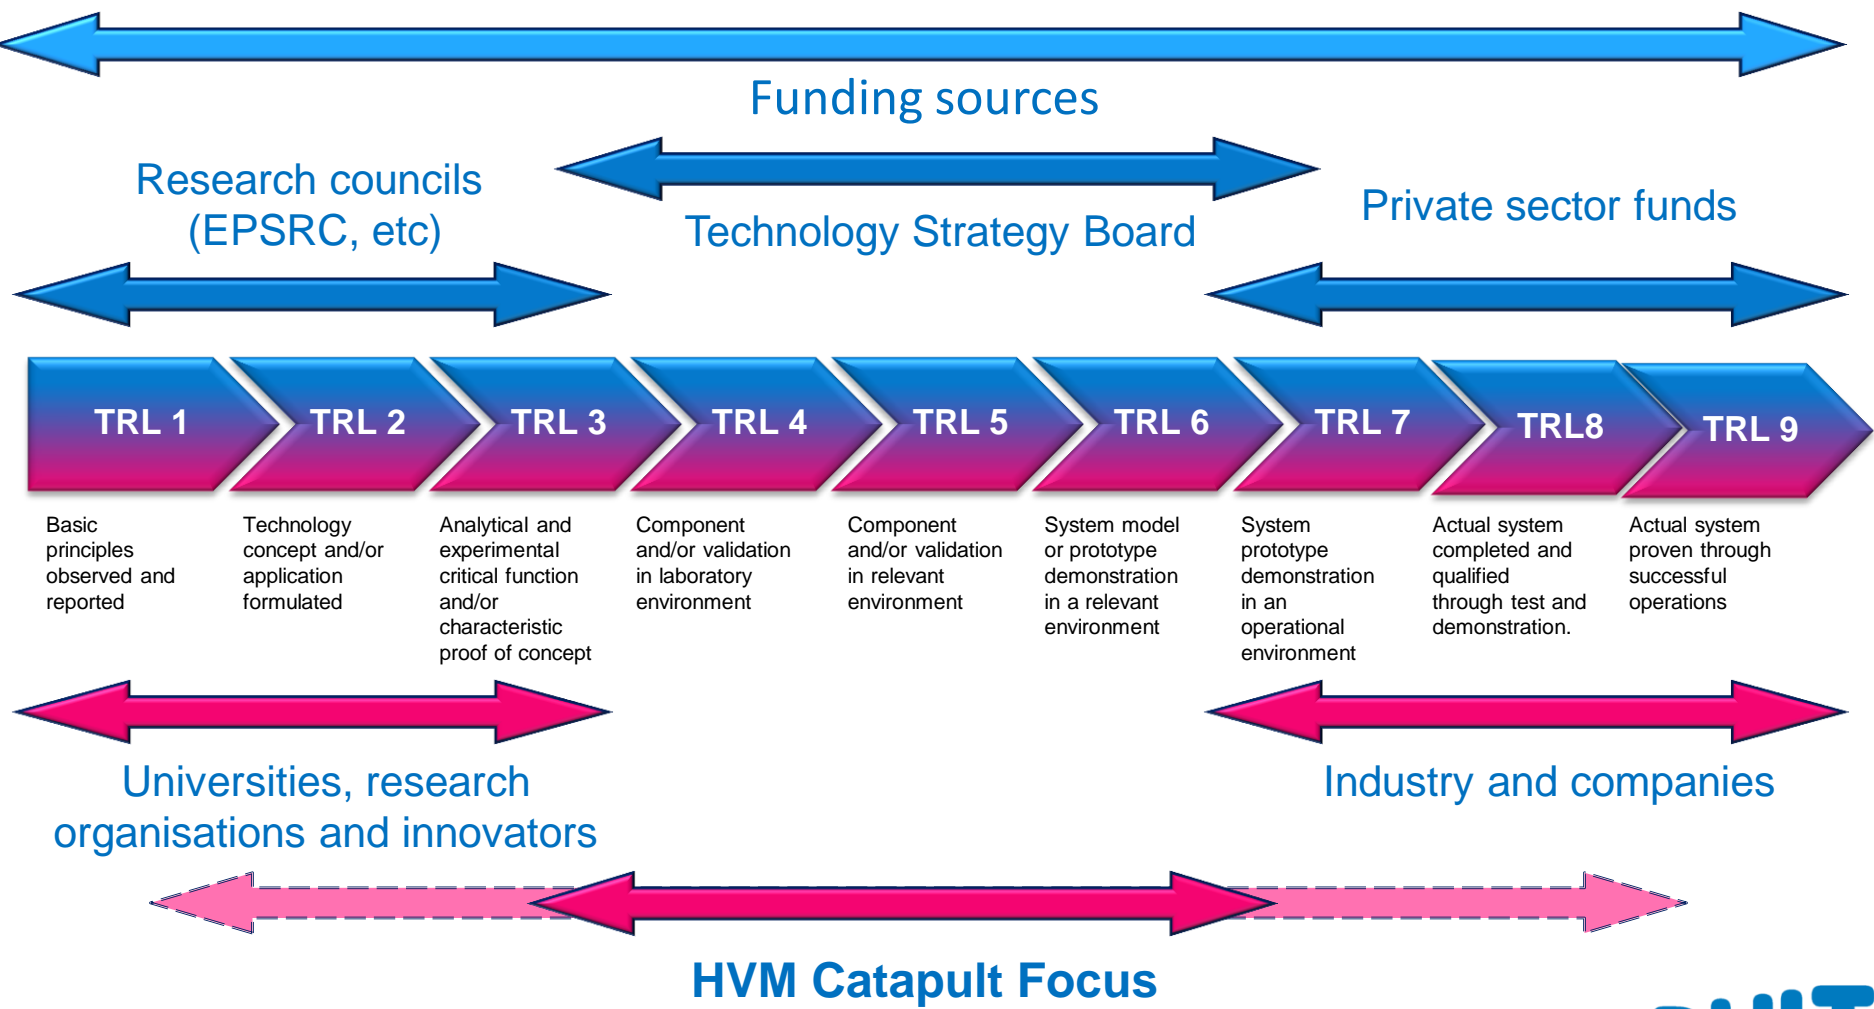 Funding sources
Research councils
(EPSRC, etc)
Technology Strategy Board
Private sector funds
TRL 1
TRL 2
TRL 3
TRL 4
TRL 5
TRL 6
TRL 7
TRL8
TRL 9
Basic
principles
observed and
reported
Technology
concept and/or
application
formulated
Analytical and
experimental
critical function
and/or
characteristic
proof of concept
Component
and/or validation
in laboratory
environment
Component
and/or validation
in relevant
environment
System model
or prototype
demonstration
in a relevant
environment
System
prototype
demonstration
in an
operational
environment
Actual system
completed and
qualified
through test and
demonstration.
Actual system
proven through
successful
operations
Universities, research
organisations and innovators
Industry and companies
HVM Catapult Focus